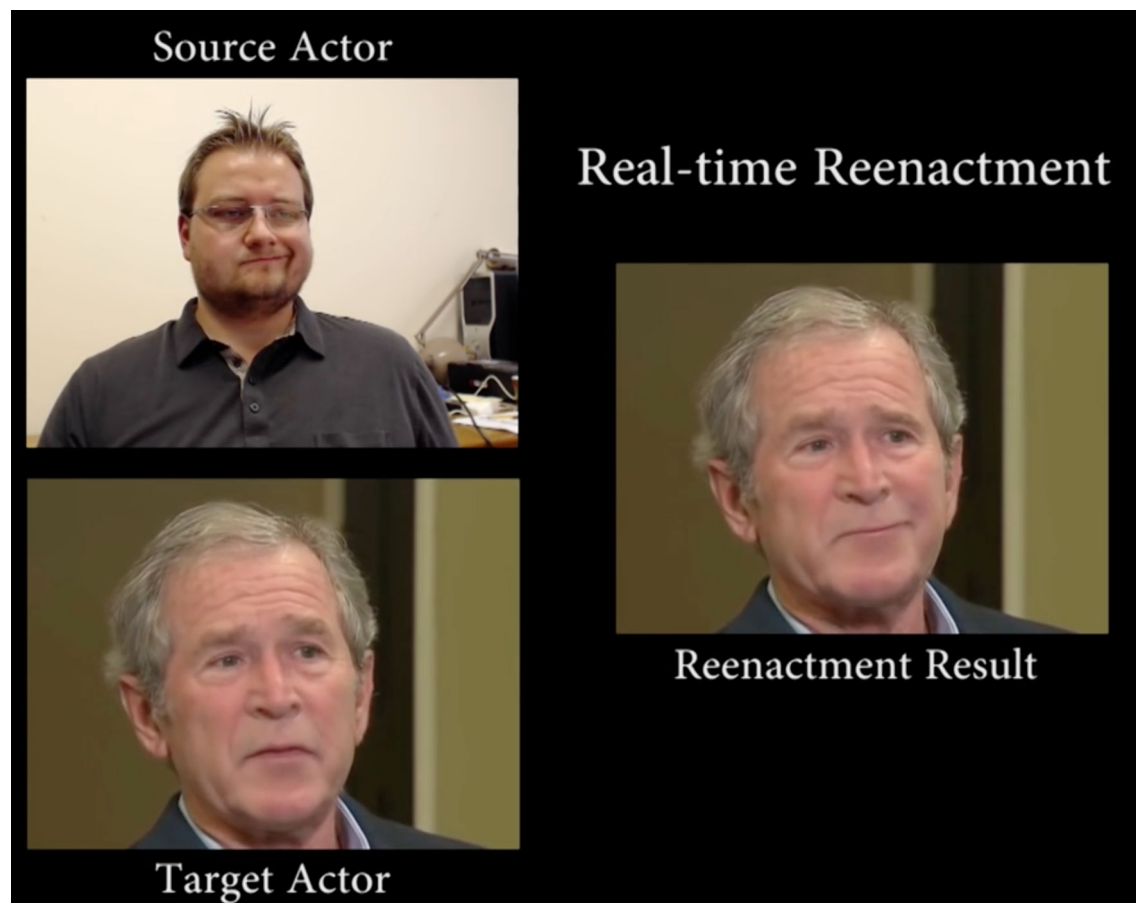 Source Actor
Real-time Reenactment
Reenactment Result
Target Actor